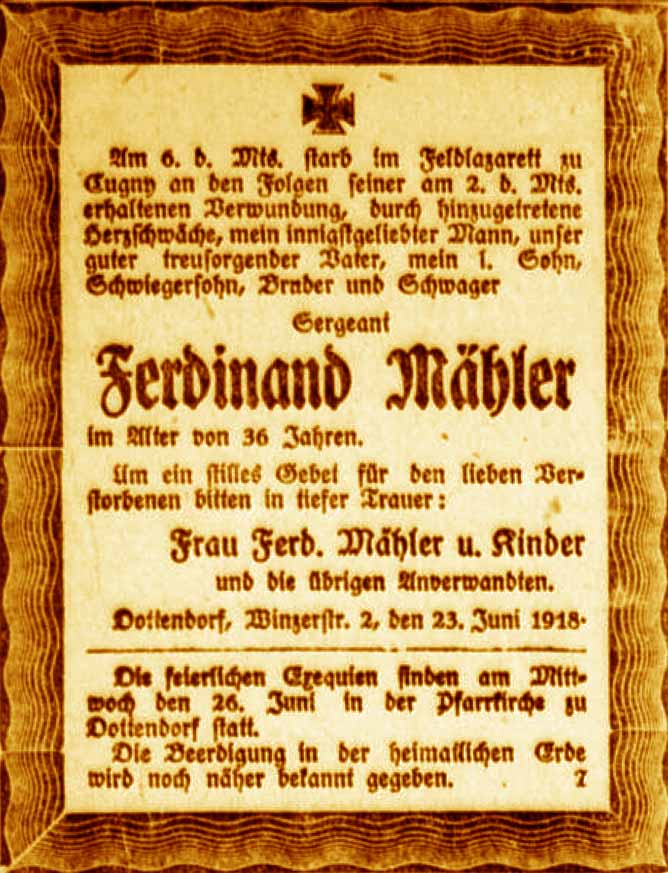 Am 6. d. Mts. starb im Feldlazarett zu
Cugny an den Folgen seiner am 2. d. Mts.
erhaltenen Verwundung, durch hinzugetretene
Herzschwäche, mein innigstgeliebter Mann, unser
guter treusorgender Vater, mein l. Sohn,
Schwiegersohn, Brnder und Schwager
Sergeant
Ferdinand Mähler
im Alter von 36 Jahren.
Um ein stilles Gebet für den lieben Ver-
storbenen bitten in tiefer Trauer:
Frau Ferd. Mähler u. Kinder
und die übrigen Anverwandten.
Dottendorf, Winzerstr. 2, den 23. Juni 1918.
Die feierlichen Exequien finden am Mitt-
woch den 26. Juni in der Pfarrkirche zu
Dottendorf statt.
Die Beerdigung in der heimatlichen Erde
wird noch näher bekannt gegeben. 7